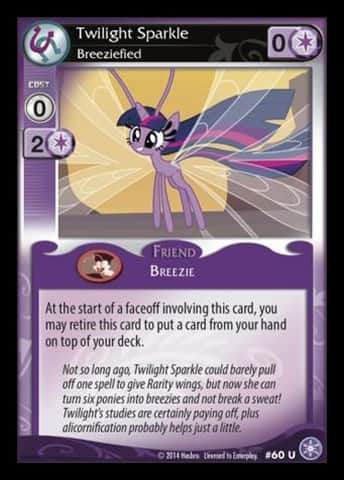 Twilight Sparkle
Breeziefied
0
COST
0
2
FRIEND
BREEZIE
At the start of a faceoff involving this card, you
may retire this card to put a card from your hand
on top of your deck.
Not so long ago, Twilight Sparkle could barely pull
off one spell to give Rarity wings, but now she can
turn six ponies into breezies and not break a sweat!
Twilight's studies are certainly paying off, plus
alicornification probably helps just a little.
© 2014 Hasbro. Licensed to Enterplay. #60 U